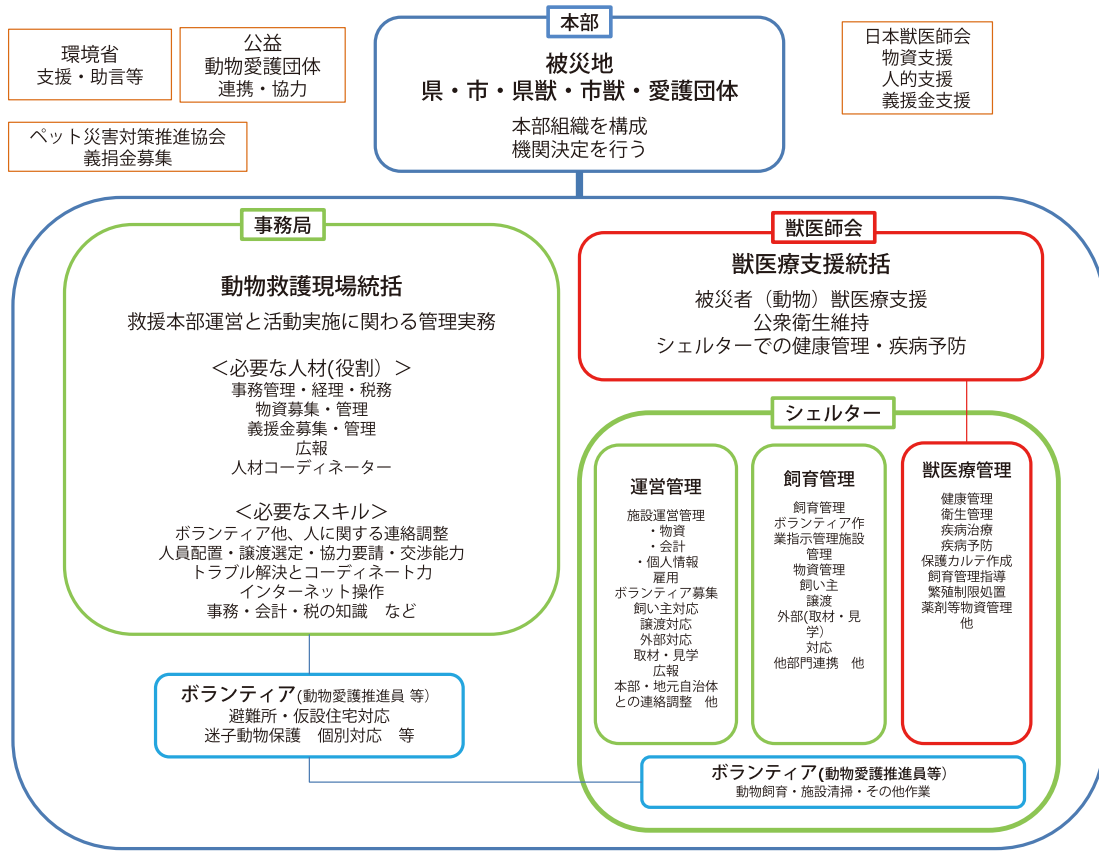 環境省
支援・助言等
公益
動物愛護団体
連携・協力
ペット災害対策推進協会
義捐金募集
本部
被災地
県・市・県獣・市獣・愛護団体
本部組織を構成
機関決定を行う
日本獣医師会
物資支援
人的支援
義援金支援
事務局
動物救護現場統括
救援本部運営と活動実施に関わる管理実務
＜必要な人材(役割）＞
事務管理・経理・税務
物資募集・管理
義援金募集・管理
広報
人材コーディネーター
＜必要なスキル＞
ボランティア他、人に関する連絡調整
人員配置・譲渡選定・協力要請・交渉能力
トラブル解決とコーディネート力
インターネット操作
事務・会計・税の知識　など
ボランティア(動物愛護推進員 等)
避難所・仮設住宅対応
迷子動物保護　個別対応　等
獣医師会
獣医療支援統括
被災者（動物）獣医療支援
公衆衛生維持
シェルターでの健康管理・疾病予防
シェルター
運営管理
施設運営管理
・物資
・会計
・個人情報
雇用
ボランティア募集
飼い主対応
譲渡対応
外部対応
取材・見学
広報
本部・地元自治体
との連絡調整　他
飼育管理
飼育管理
ボランティア作
業指示管理施設
管理
物資管理
飼い主
譲渡
外部(取材・見
学）
対応
他部門連携　他
獣医療管理
健康管理
衛生管理
疾病治療
疾病予防
保護カルテ作成
飼育管理指導
繁殖制限処置
薬剤等物資管理
他
ボランティア(動物愛護推進員等）
動物飼育・施設清掃・その他作業